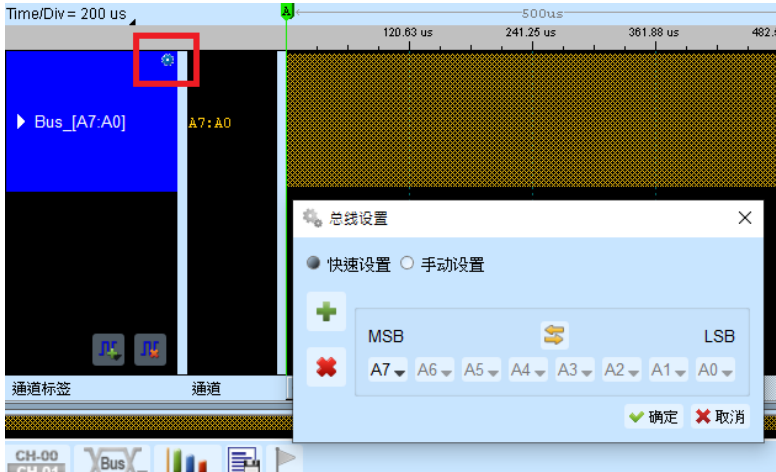 Time/Div = 200 us
A
500us
120.63 us
241.25 us
361.88 us
Bus_[A7:A0]
A7:A0
总线设置
快速设置
手动设置
MSB
LSB
A7
A6
A5
A4
A3
A2
A1
A0
确定
取消
通道标签
通道
CH-00
CH-01
Bus